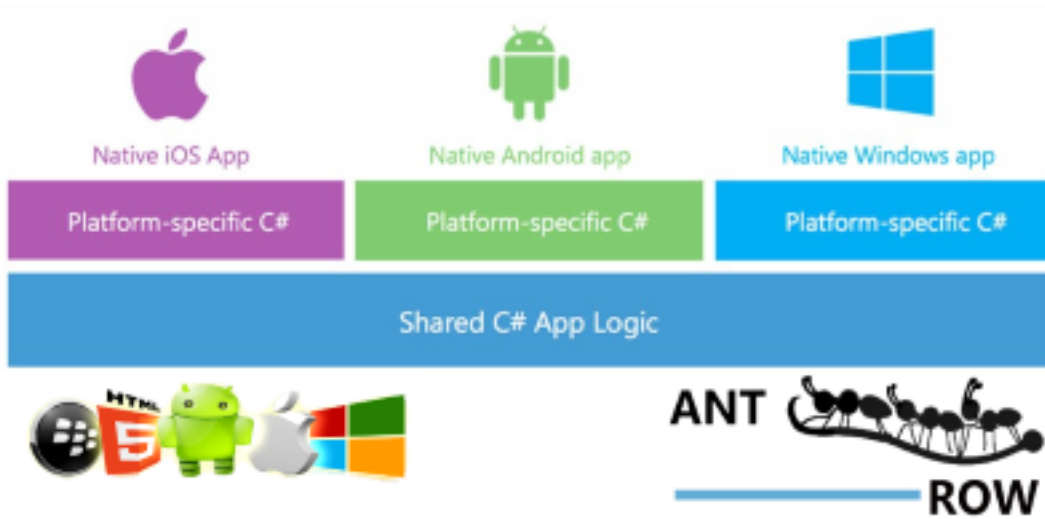 Native iOS App
Native Android app
Native Windows app
Platform-specific C#
Platform-specific C#
Platform-specific C#
Shared C# App Logic
HTML
5
ANT
ROW